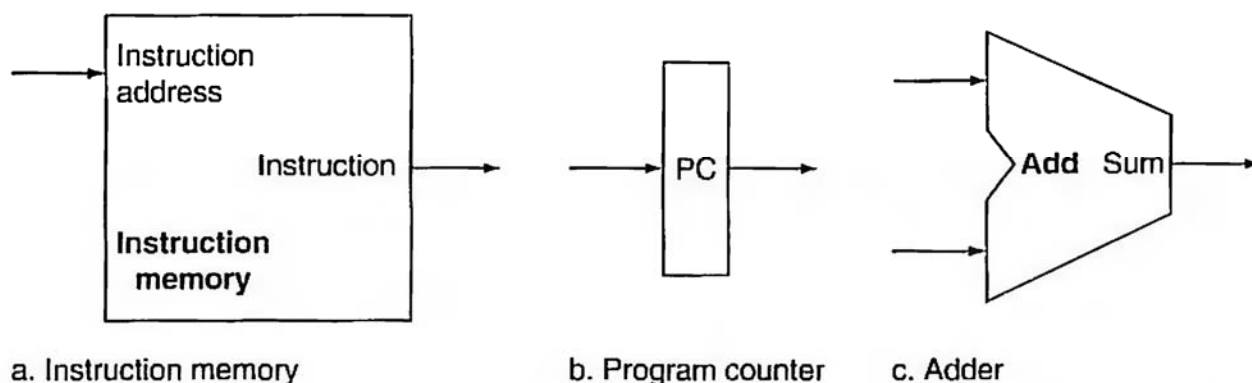 Instruction
address
Instruction
Instruction
memory
PC
Add Sum
a. Instruction memory
b. Program counter
c. Adder